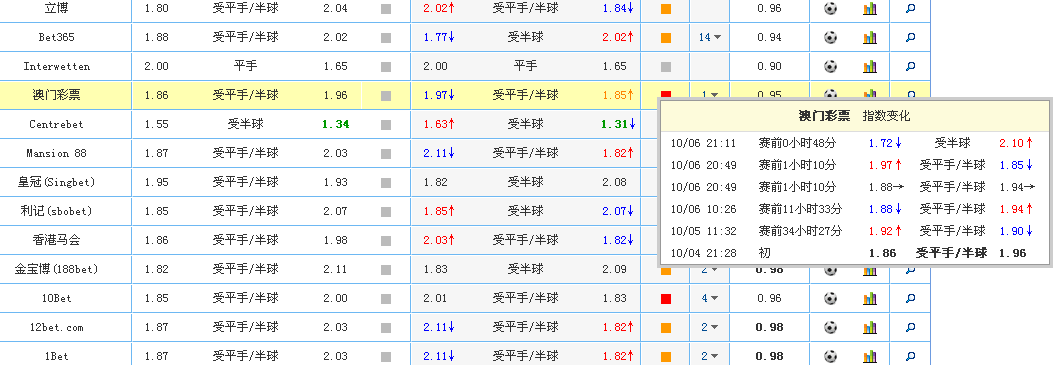 立博 1.80 受平手/半球 2.04 2.02↑ 受平手/半球 1.84↓ 0.96
Bet365 1.88 受平手/半球 2.02 1.77↓ 受半球 2.02↑ 14 0.94
Interwetten 2.00 平手 1.65 2.00 平手 1.65 0.90
澳门彩票 1.86 受平手/半球 1.96 1.97↓ 受平手/半球 1.85↑ 1 0.95
澳门彩票 指数变化
Centrebet 1.55 受半球 1.34 1.63↑ 受半球 1.31↓
10/06 21:11 赛前0小时48分 1.72↓ 受半球 2.10↑
Mansion 88 1.87 受平手/半球 2.03 2.11↓ 受平手/半球 1.82↑
10/06 20:49 赛前1小时10分 1.97↑ 受平手/半球 1.85↓
皇冠(Singbet) 1.95 受平手/半球 1.93 1.82 受半球 2.08
10/06 20:49 赛前1小时10分 1.88→ 受平手/半球 1.94→
利记(sbobet) 1.85 受平手/半球 2.07 1.85↑ 受半球 2.07↓
10/06 10:26 赛前11小时33分 1.88↓ 受平手/半球 1.94↑
香港马会 1.86 受平手/半球 1.98 2.03↑ 受平手/半球 1.82↓
10/05 11:32 赛前34小时27分 1.92↑ 受平手/半球 1.90↓
10/04 21:28 初 1.86 受平手/半球 1.96
金宝博(188bet) 1.82 受平手/半球 2.11 1.83 受半球 2.09 2 0.98
10Bet 1.85 受平手/半球 2.00 2.01 受平手/半球 1.83 4 0.96
12bet.com 1.87 受平手/半球 2.03 2.11↓ 受平手/半球 1.82↑ 2 0.98
1Bet 1.87 受平手/半球 2.03 2.11↓ 受平手/半球 1.82↑ 2 0.98